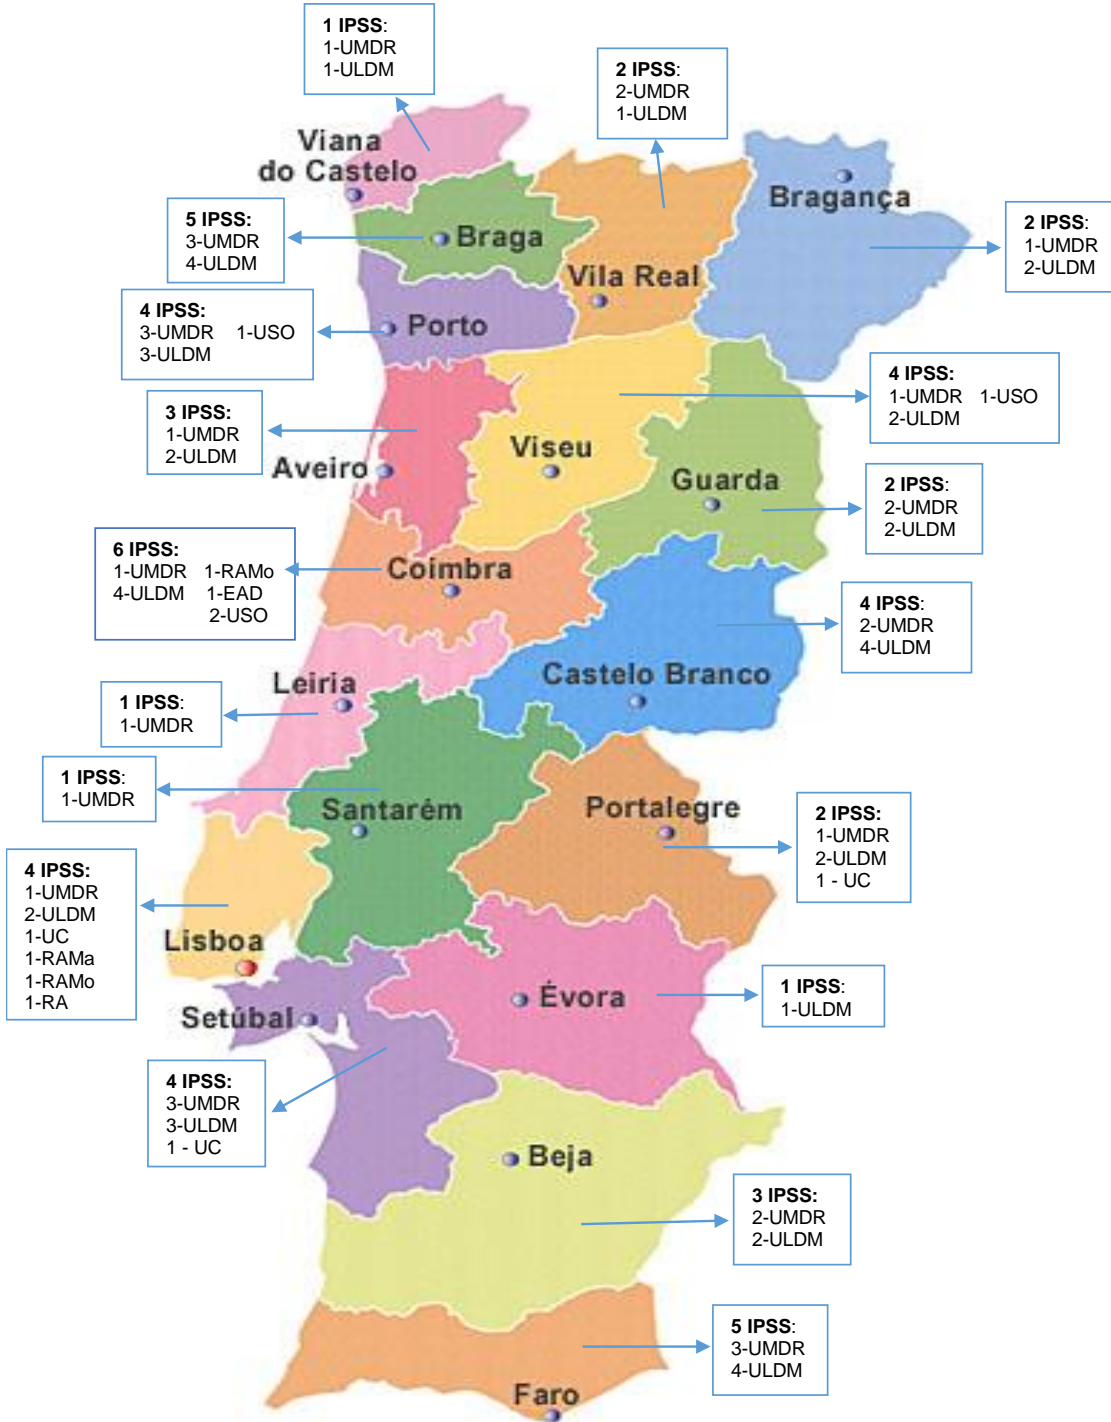 1 IPSS:
1-UMDR
1-ULDM
2 IPSS:
2-UMDR
1-ULDM
Viana
do Castelo
Bragança
5 IPSS:
3-UMDR
4-ULDM
Braga
2 IPSS:
1-UMDR
2-ULDM
Vila Real
4 IPSS:
3-UMDR 1-USO
3-ULDM
Porto
4 IPSS:
1-UMDR 1-USO
2-ULDM
3 IPSS:
1-UMDR
2-ULDM
Aveiro
Viseu
Guarda
2 IPSS:
2-UMDR
2-ULDM
6 IPSS:
1-UMDR 1-RAMo
4-ULDM 1-EAD
2-USO
Coimbra
4 IPSS:
2-UMDR
4-ULDM
Castelo Branco
Leiria
1 IPSS:
1-UMDR
1 IPSS:
1-UMDR
Santarém
Portalegre
2 IPSS:
1-UMDR
2-ULDM
1 - UC
4 IPSS:
1-UMDR
2-ULDM
1-UC
1-RAMa
1-RAMo
1-RA
Lisboa
Évora
1 IPSS:
1-ULDM
Setúbal
4 IPSS:
3-UMDR
3-ULDM
1 - UC
Beja
3 IPSS:
2-UMDR
2-ULDM
5 IPSS:
3-UMDR
4-ULDM
Faro